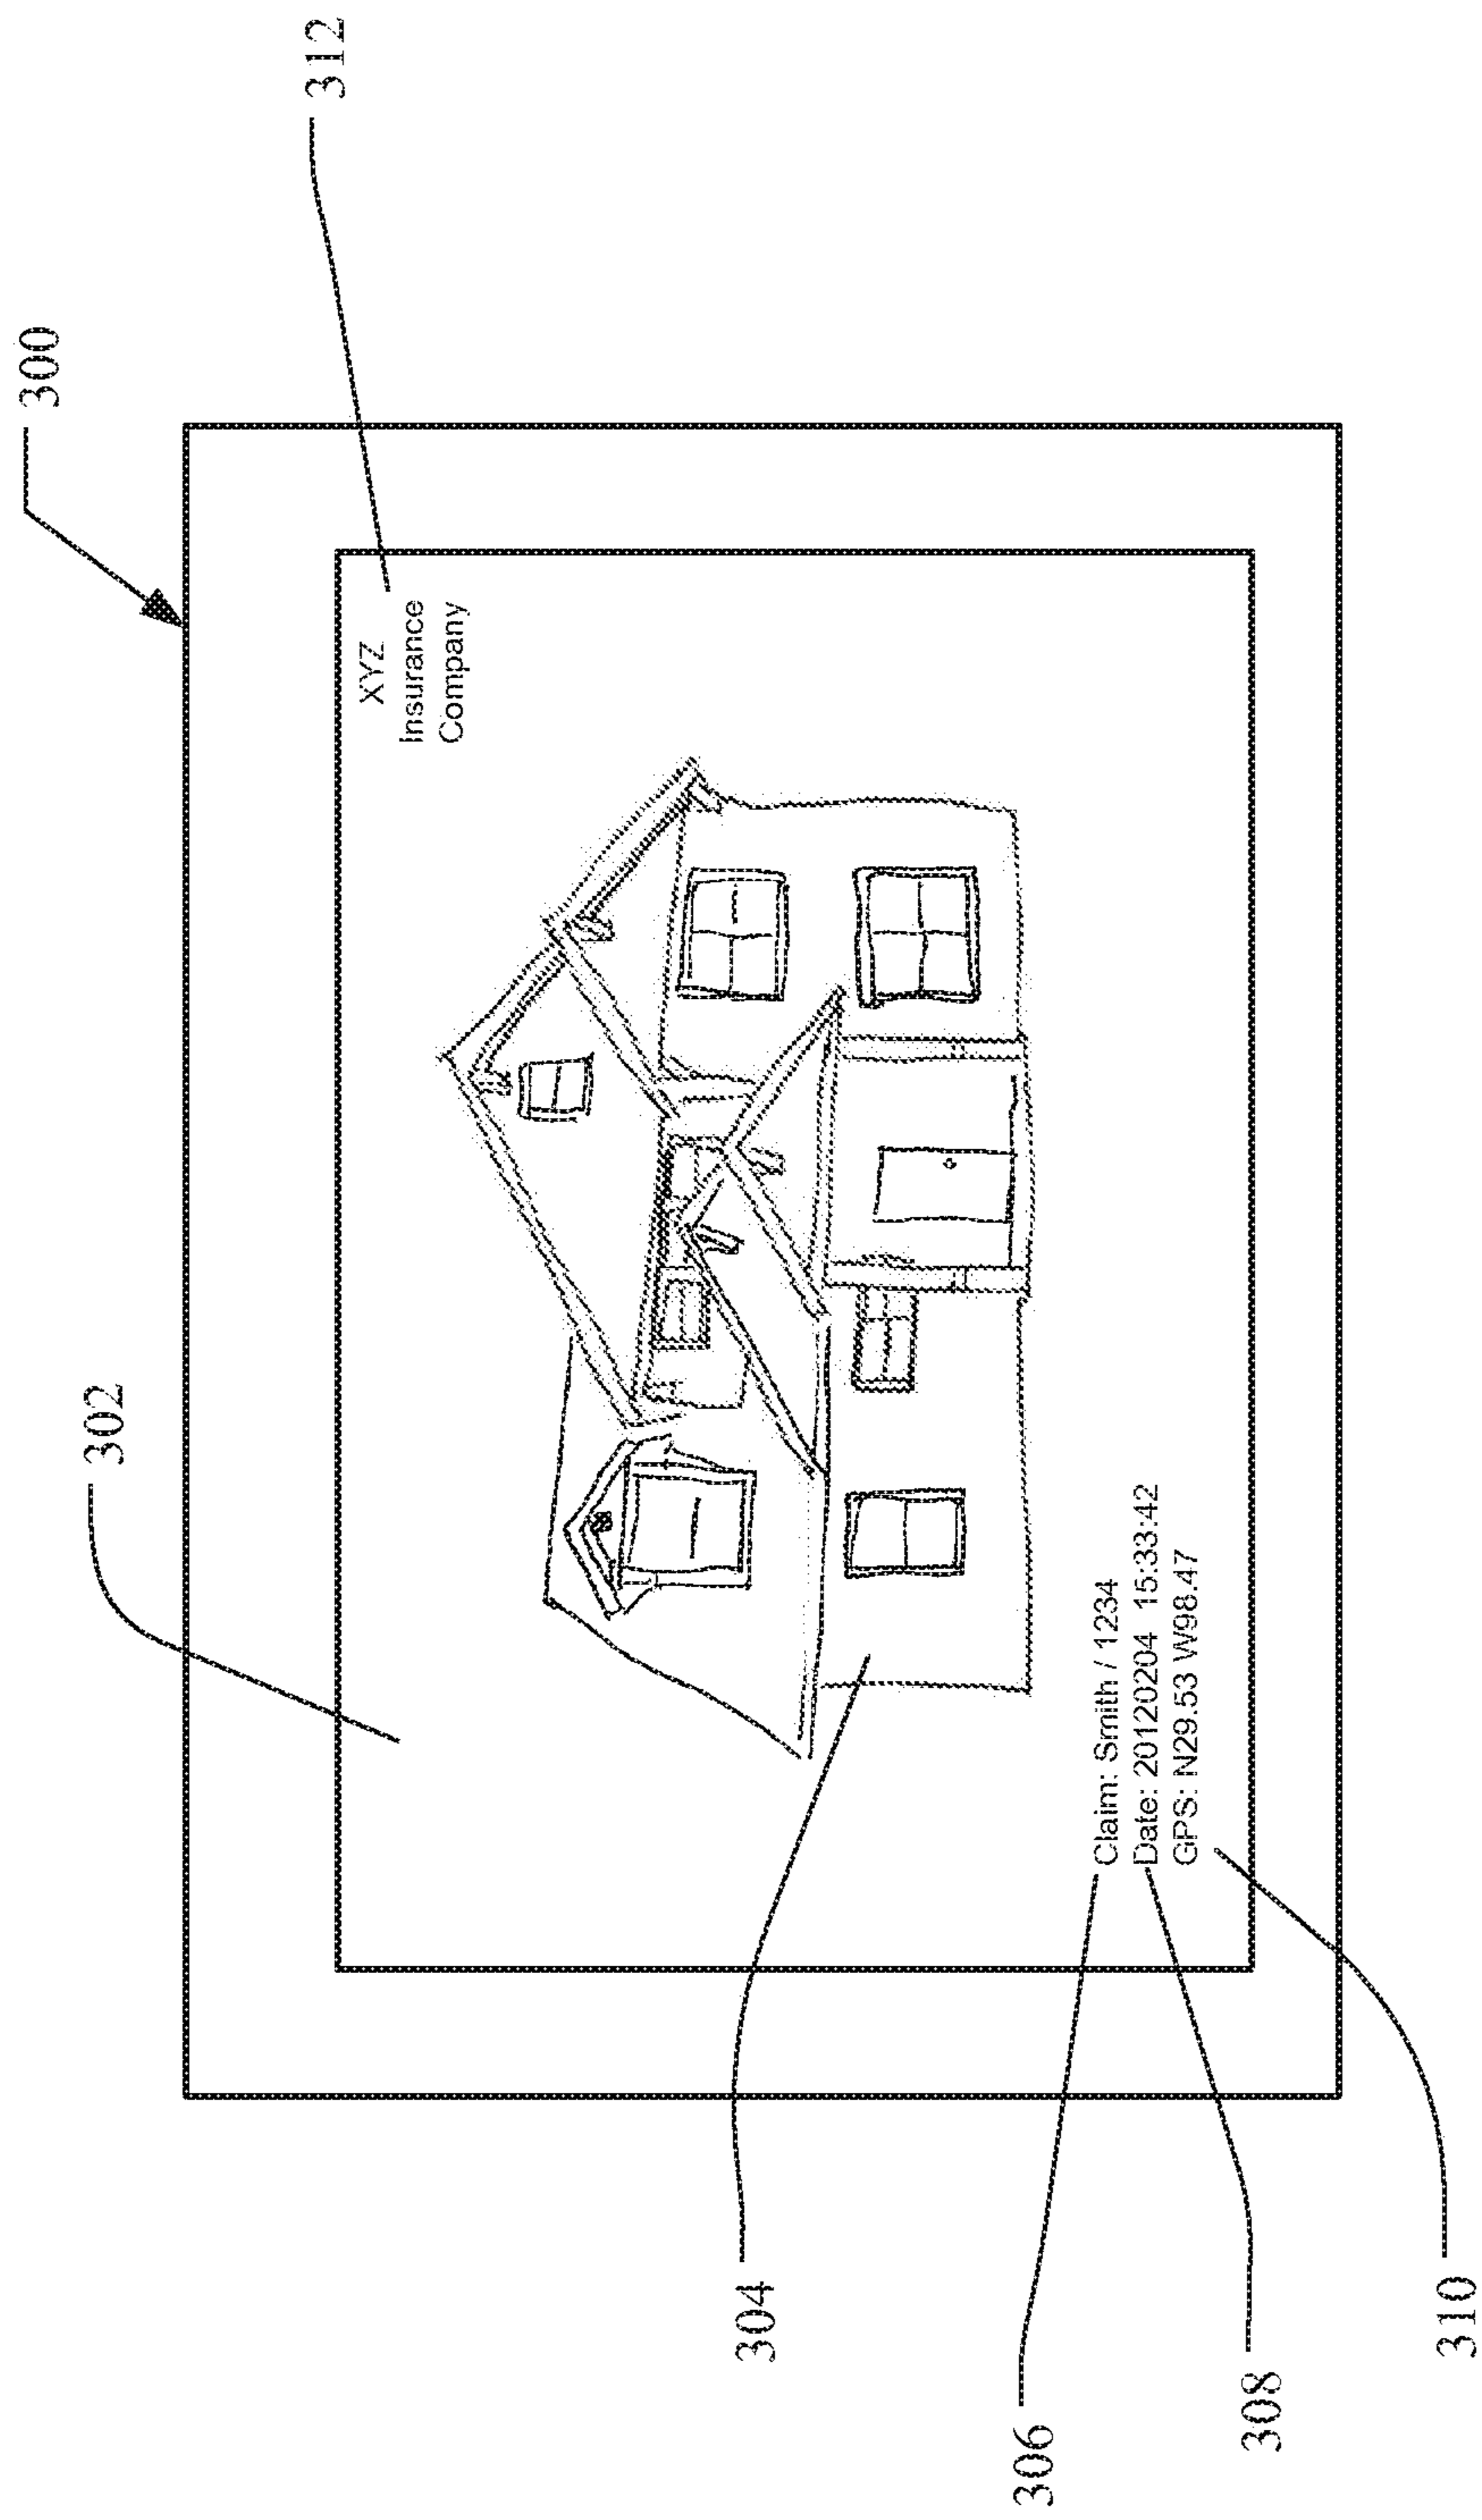 300
312
302
XYZ
Insurance
Company
304
Claim: Smith / 1234
Date: 20120204 15:33:42
GPS: N29.53 W98.47
306
308
310